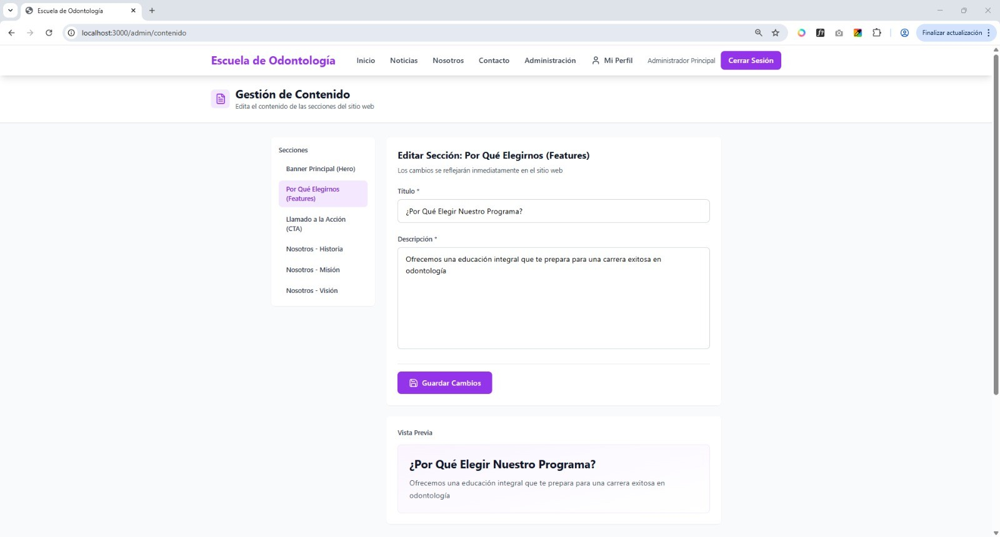 Escuela de Odontología
localhost:3000/admin/contenido
Finalizar actualización
Escuela de Odontología
Inicio
Noticias
Nosotros
Contacto
Administración
Mi Perfil
Administrador Principal
Cerrar Sesión
Gestión de Contenido
Edita el contenido de las secciones del sitio web
Secciones
Banner Principal (Hero)
Por Qué Elegirnos
(Features)
Llamado a la Acción
(CTA)
Nosotros - Historia
Nosotros - Misión
Nosotros - Visión
Editar Sección: Por Qué Elegirnos (Features)
Los cambios se reflejarán inmediatamente en el sitio web
Título *
¿Por Qué Elegir Nuestro Programa?
Descripción *
Ofrecemos una educación integral que te prepara para una carrera exitosa en
odontología
Guardar Cambios
Vista Previa
¿Por Qué Elegir Nuestro Programa?
Ofrecemos una educación integral que te prepara para una carrera exitosa en
odontología